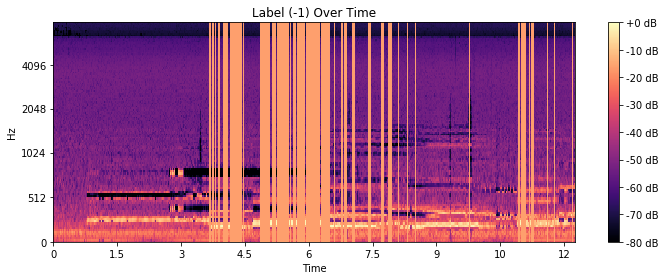 Label (-1) Over Time
Hz
4096
2048
1024
512
0
0 1.5 3 4.5 6 7.5 9 10.5 12
Time
+0 dB
-10 dB
-20 dB
-30 dB
-40 dB
-50 dB
-60 dB
-70 dB
-80 dB